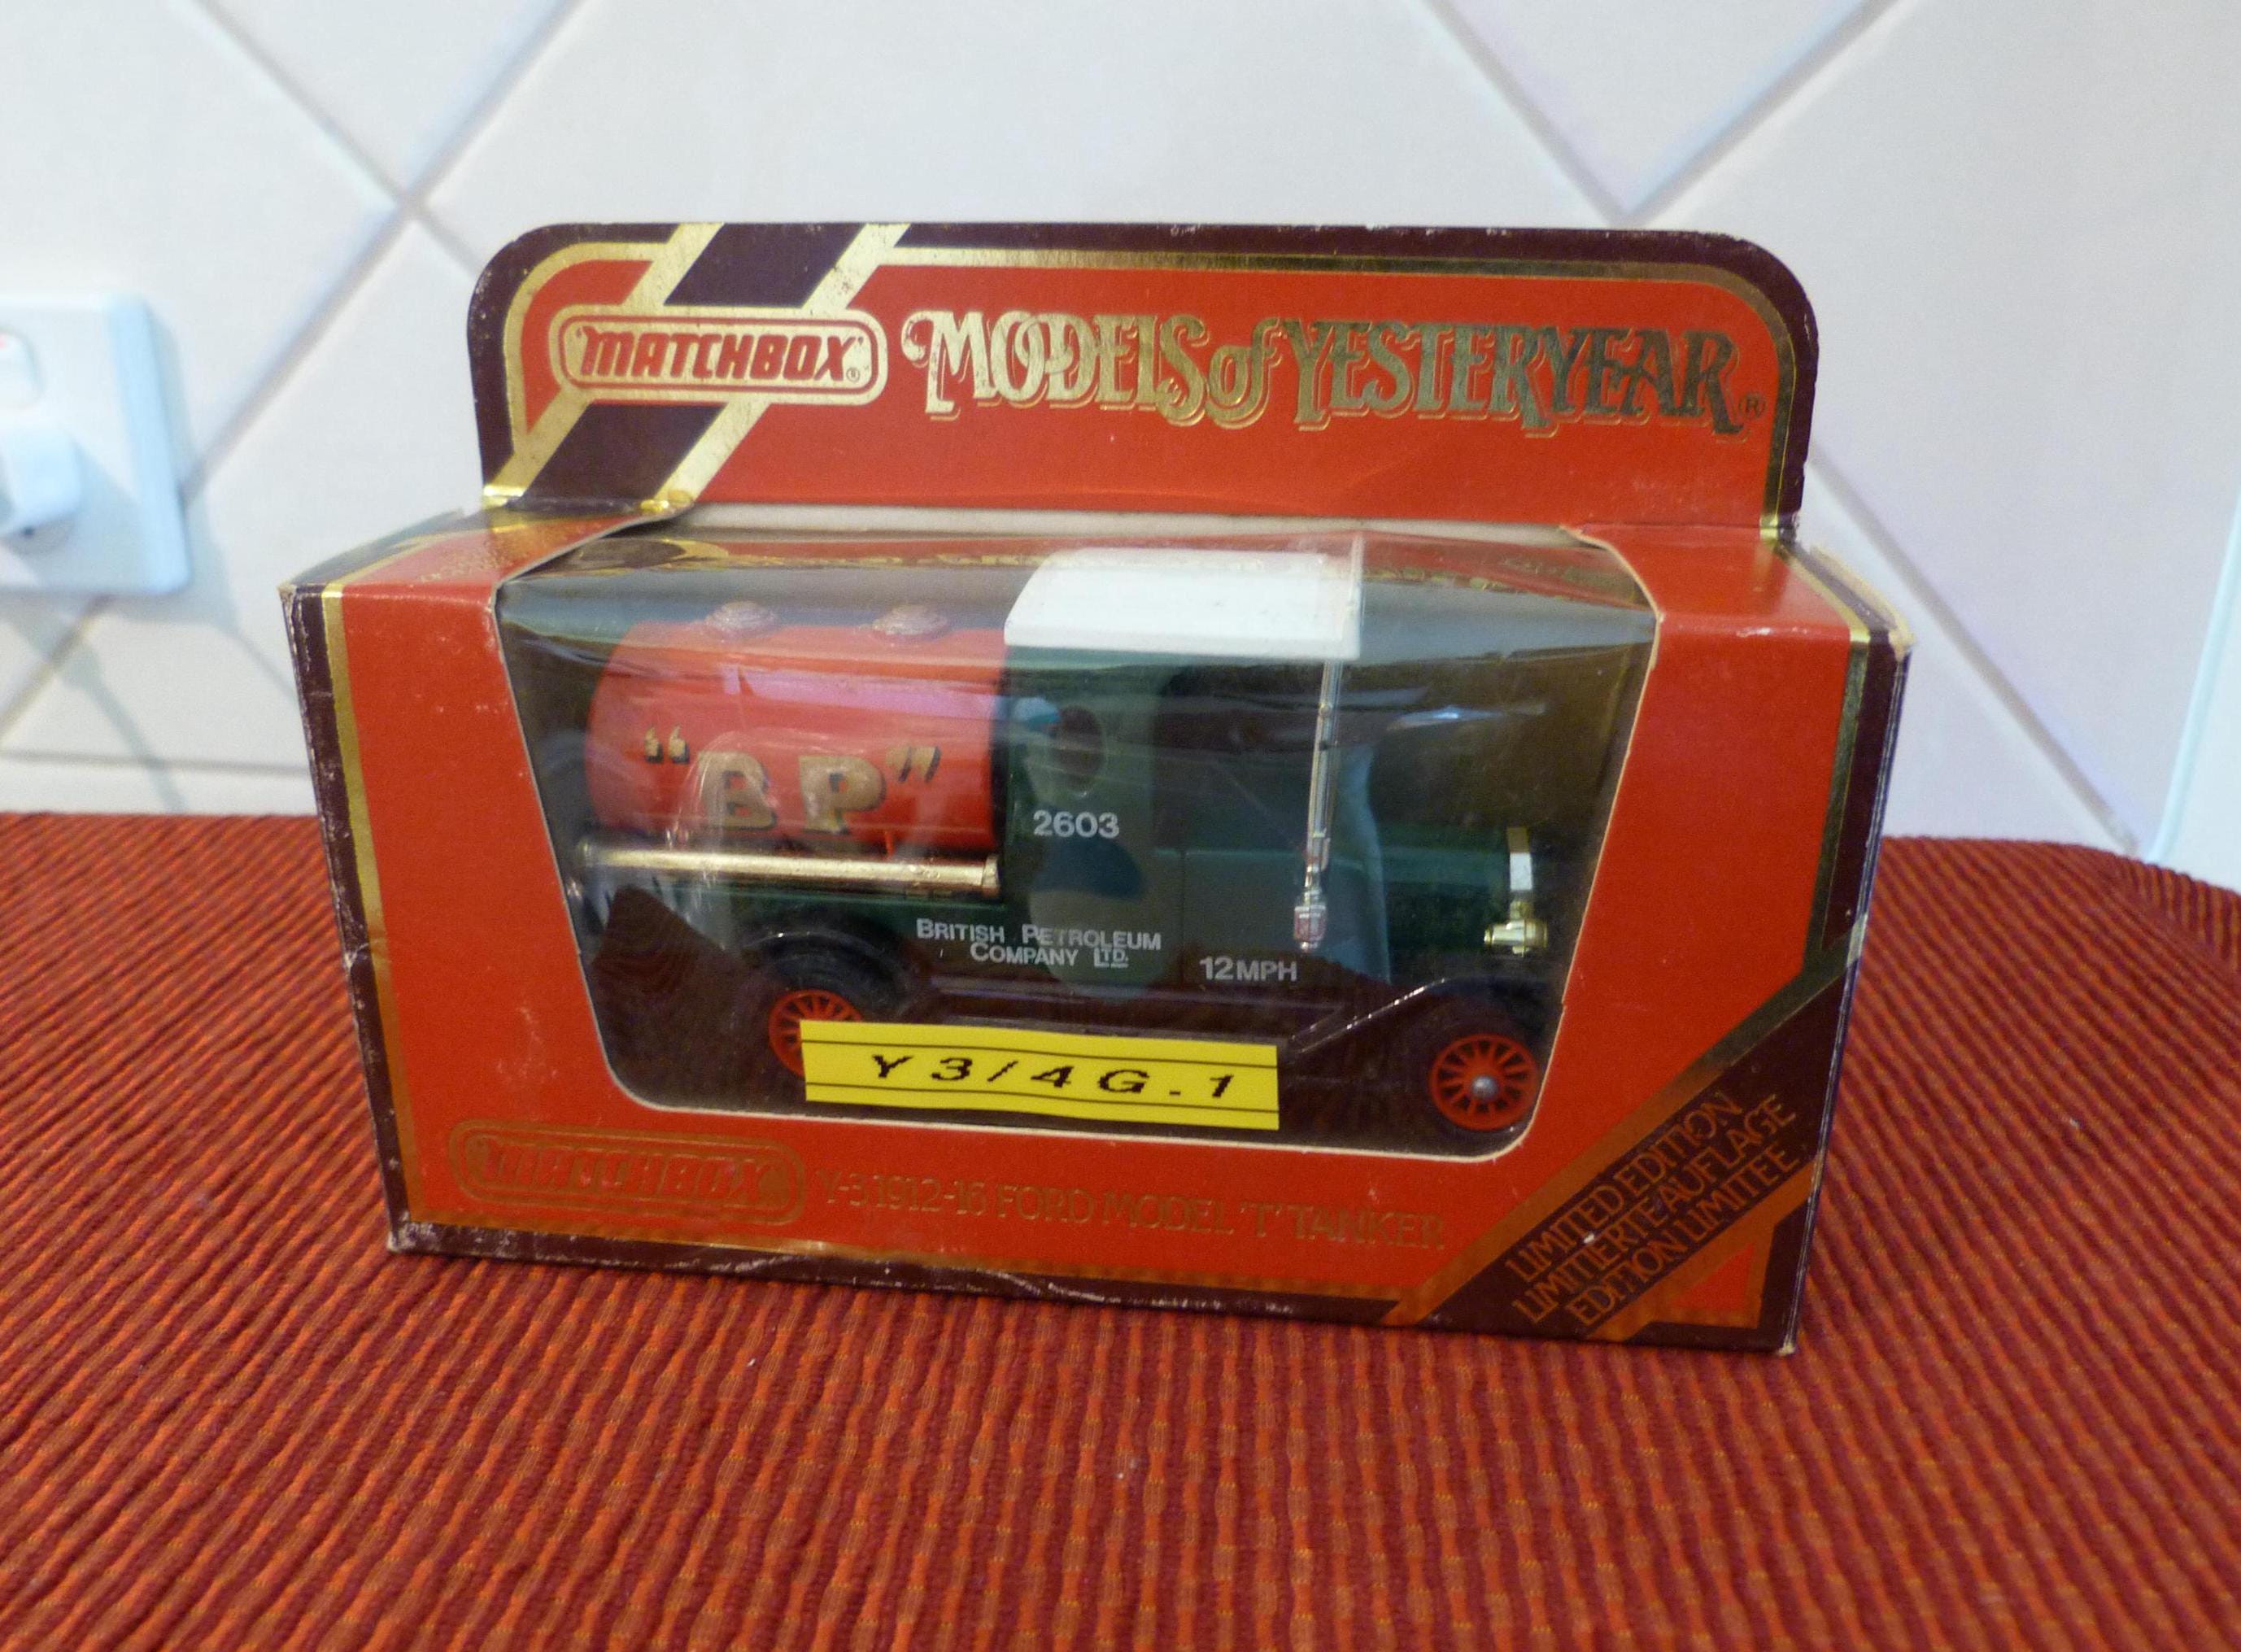 MATCHBOX®
MODELS of YESTERYEAR®
"BP"
2603
BRITISH PETROLEUM
COMPANY LTD.
12MPH
Y3/4G.1
MATCHBOX
Y-3 1912-16 FORD MODEL 'T' TANKER
LIMITED EDITION
LIMITIERTE AUFLAGE
EDITION LIMITEE